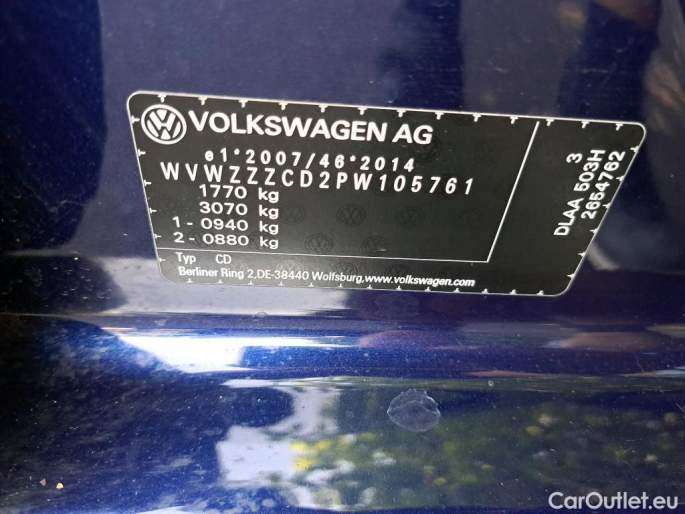 VOLKSWAGEN AG
e1*2007/46*2014
WVWZZZCD2PW105761
1770 kg
3070 kg
1 - 0940 kg
2 - 0880 kg
Typ CD
Berliner Ring 2,DE-38440 Wolfsburg,www.volkswagen.com
3
DLAA 503H
2654762
CarOutlet.eu